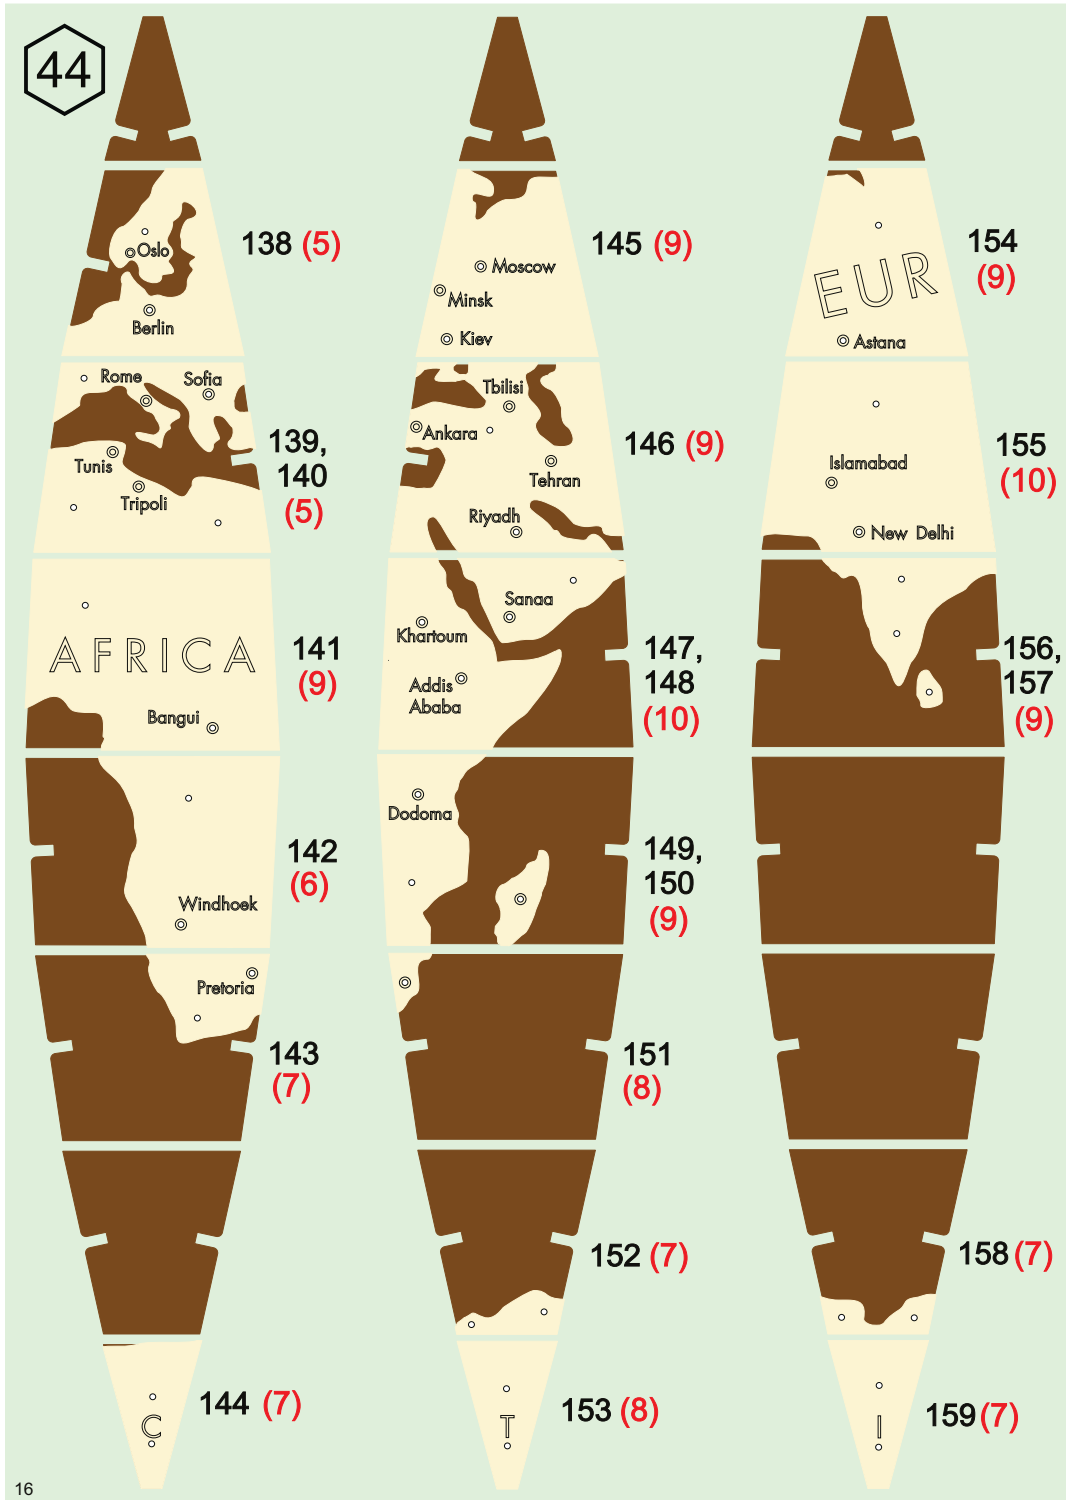 44
Oslo
Berlin
138 (5)
Rome
Sofia
Tunis
Tripoli
139,
140
(5)
AFRICA
Bangui
141
(9)
Windhoek
142
(6)
Pretoria
143
(7)
C
144 (7)
Moscow
Minsk
Kiev
145 (9)
Tbilisi
Ankara
Tehran
Riyadh
146 (9)
Sanaa
Khartoum
Addis
Ababa
147,
148
(10)
Dodoma
149,
150
(9)
151
(8)
152 (7)
T
153 (8)
EUR
Astana
154
(9)
Islamabad
New Delhi
155
(10)
156,
157
(9)
158 (7)
I
159 (7)
16